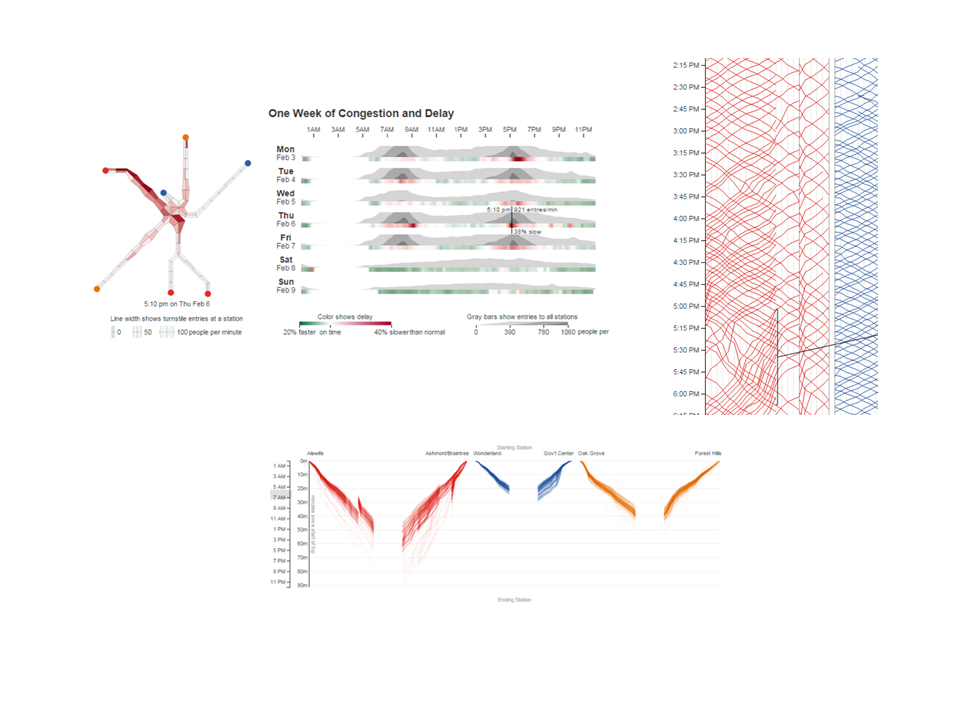 One Week of Congestion and Delay
1AM 3AM 5AM 7AM 9AM 11AM 1PM 3PM 5PM 7PM 9PM 11PM
Mon
Feb 3
Tue
Feb 4
Wed
Feb 5
5:10 pm 921 entries/mn
Thu
Feb 6
38% slow
Fri
Feb 7
Sat
Feb 8
Sun
Feb 9
Color shows delay
20% faster on time 40% slower than normal
Gray bars show entries to all stations
0 390 780 1060 people per
5:10 pm on Thu Feb 6
Line width shows turnstile entries at a station
0 50 100 people per minute
2:15 PM
2:30 PM
2:45 PM
3:00 PM
3:15 PM
3:30 PM
3:45 PM
4:00 PM
4:15 PM
4:30 PM
4:45 PM
5:00 PM
5:15 PM
5:30 PM
5:45 PM
6:00 PM
6:15 PM
Starting Station
Alewife Ashmont/Braintree Wonderland Gov't Center Oak Grove Forest Hills
1 AM
3 AM
5 AM
7 AM
9 AM
11 AM
1 PM
3 PM
5 PM
7 PM
9 PM
11 PM
0m
10m
20m
30m
40m
50m
60m
70m
80m
90m
minutes since start of trip
Ending Station